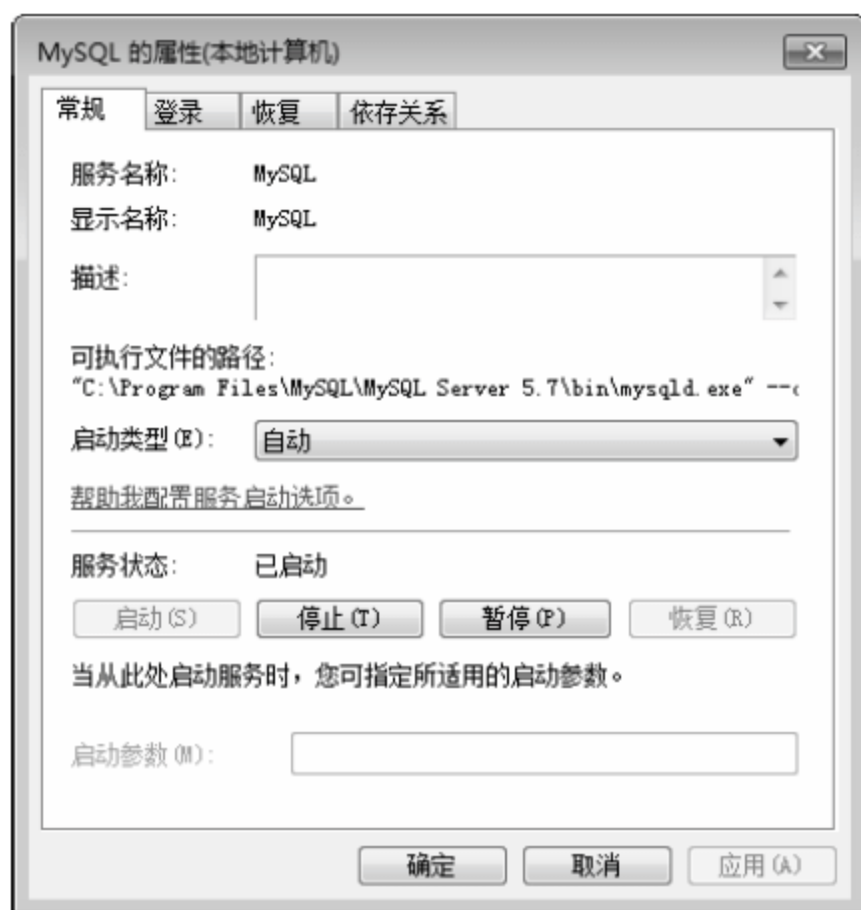 MySQL 的属性(本地计算机)
常规 登录 恢复 依存关系
服务名称: MySQL
显示名称: MySQL
描述:
可执行文件的路径:
"C:\Program Files\MySQL\MySQL Server 5.7\bin\mysqld.exe" --d
启动类型(E): 自动
帮助我配置服务启动选项。
服务状态: 已启动
启动(S) 停止(T) 暂停(P) 恢复(R)
当从此处启动服务时，您可指定所适用的启动参数。
启动参数(M):
确定 取消 应用(A)